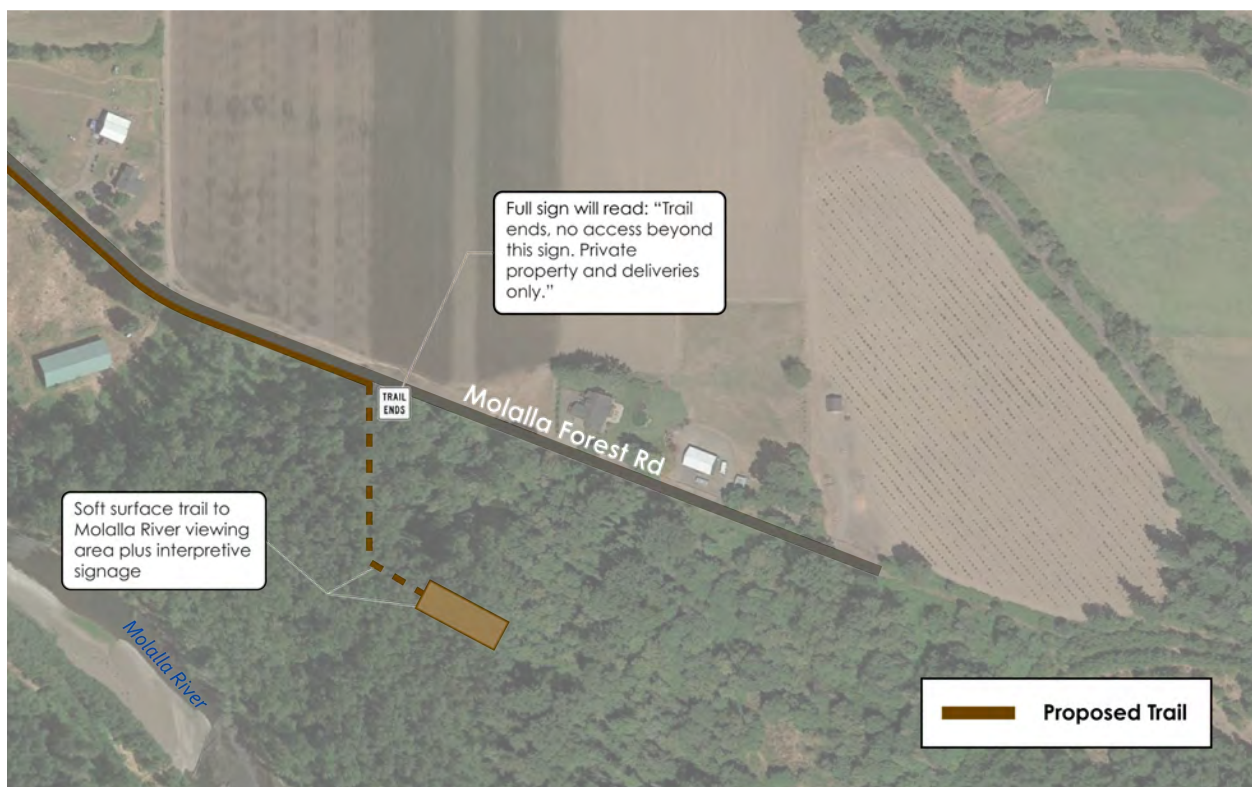 Full sign will read: “Trail
ends, no access beyond
this sign. Private
property and deliveries
only.”
TRAIL
ENDS
Molalla Forest Rd
Soft surface trail to
Molalla River viewing
area plus interpretive
signage
Molalla River
Proposed Trail